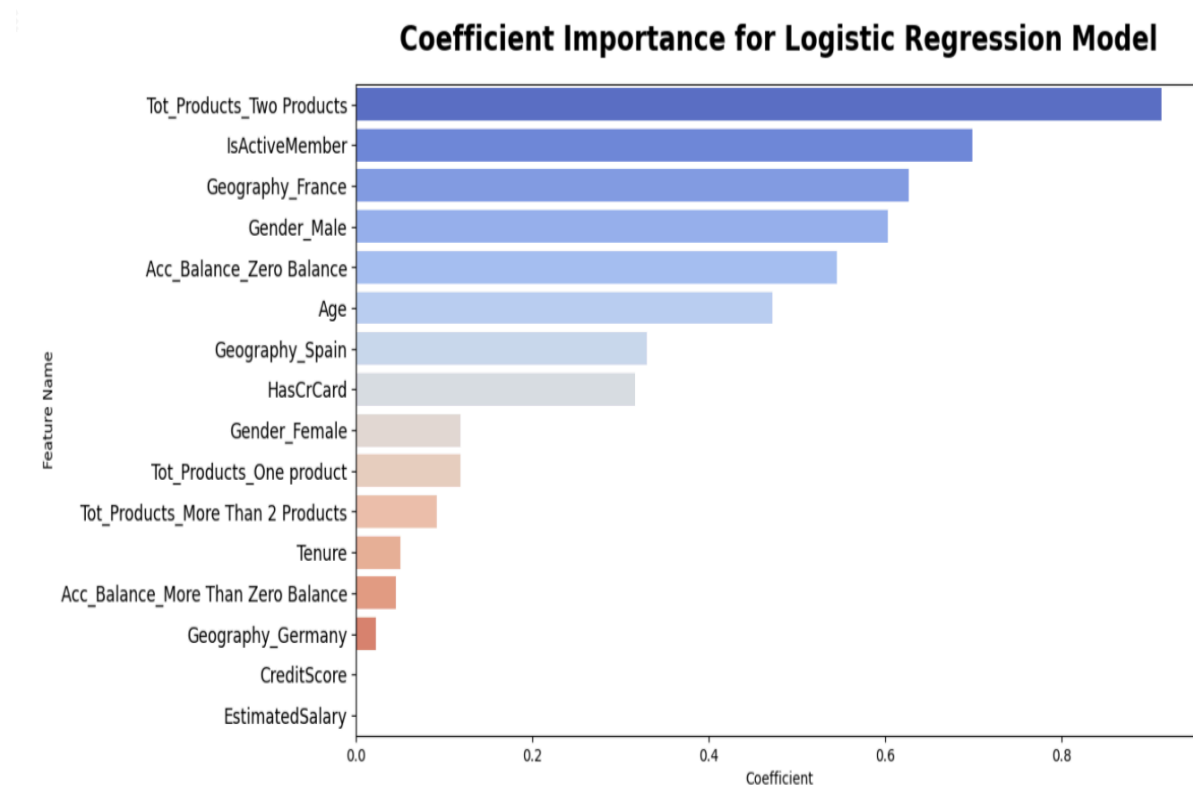 Coefficient Importance for Logistic Regression Model
Tot_Products_Two Products
IsActiveMember
Geography_France
Gender_Male
Acc_Balance_Zero Balance
Age
Geography_Spain
HasCrCard
Gender_Female
Tot_Products_One product
Tot_Products_More Than 2 Products
Tenure
Acc_Balance_More Than Zero Balance
Geography_Germany
CreditScore
EstimatedSalary
Feature Name
0.0 0.2 0.4 0.6 0.8
Coefficient